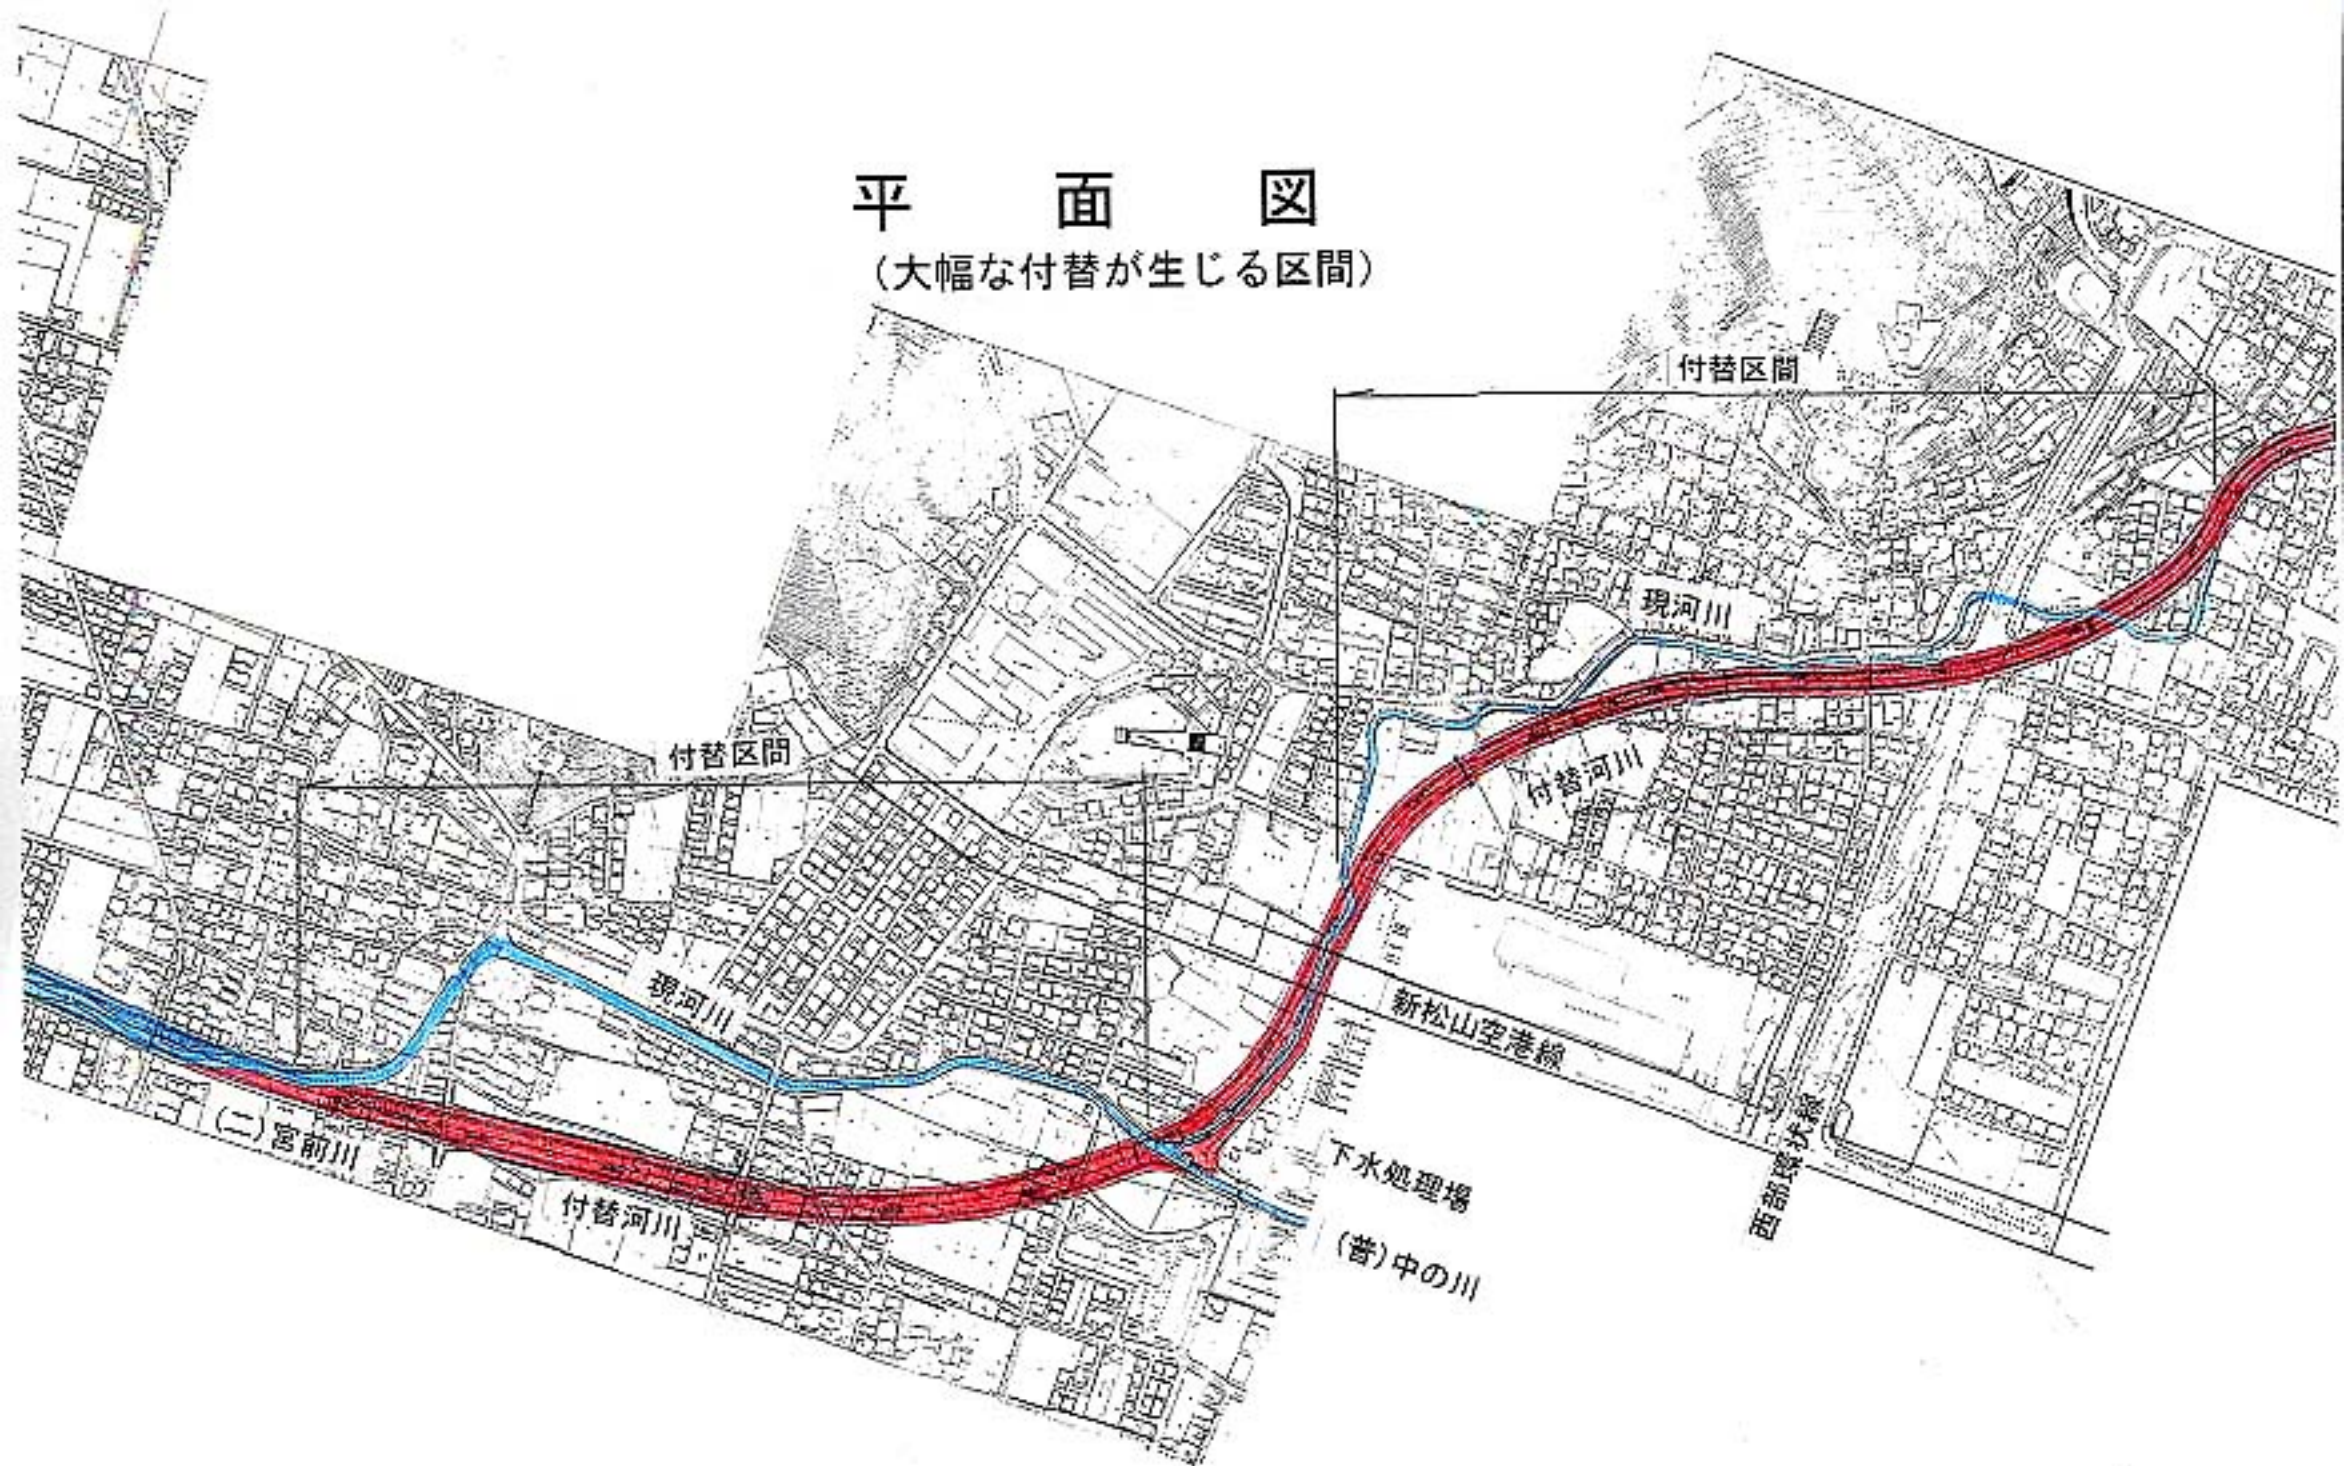 平面図
(大幅な付替が生じる区間)
付替区間
現河川
付替区間
付替河川
現河川
新松山空港線
(二)宮前川
付替河川
下水処理場
西部環状線
(普)中の川